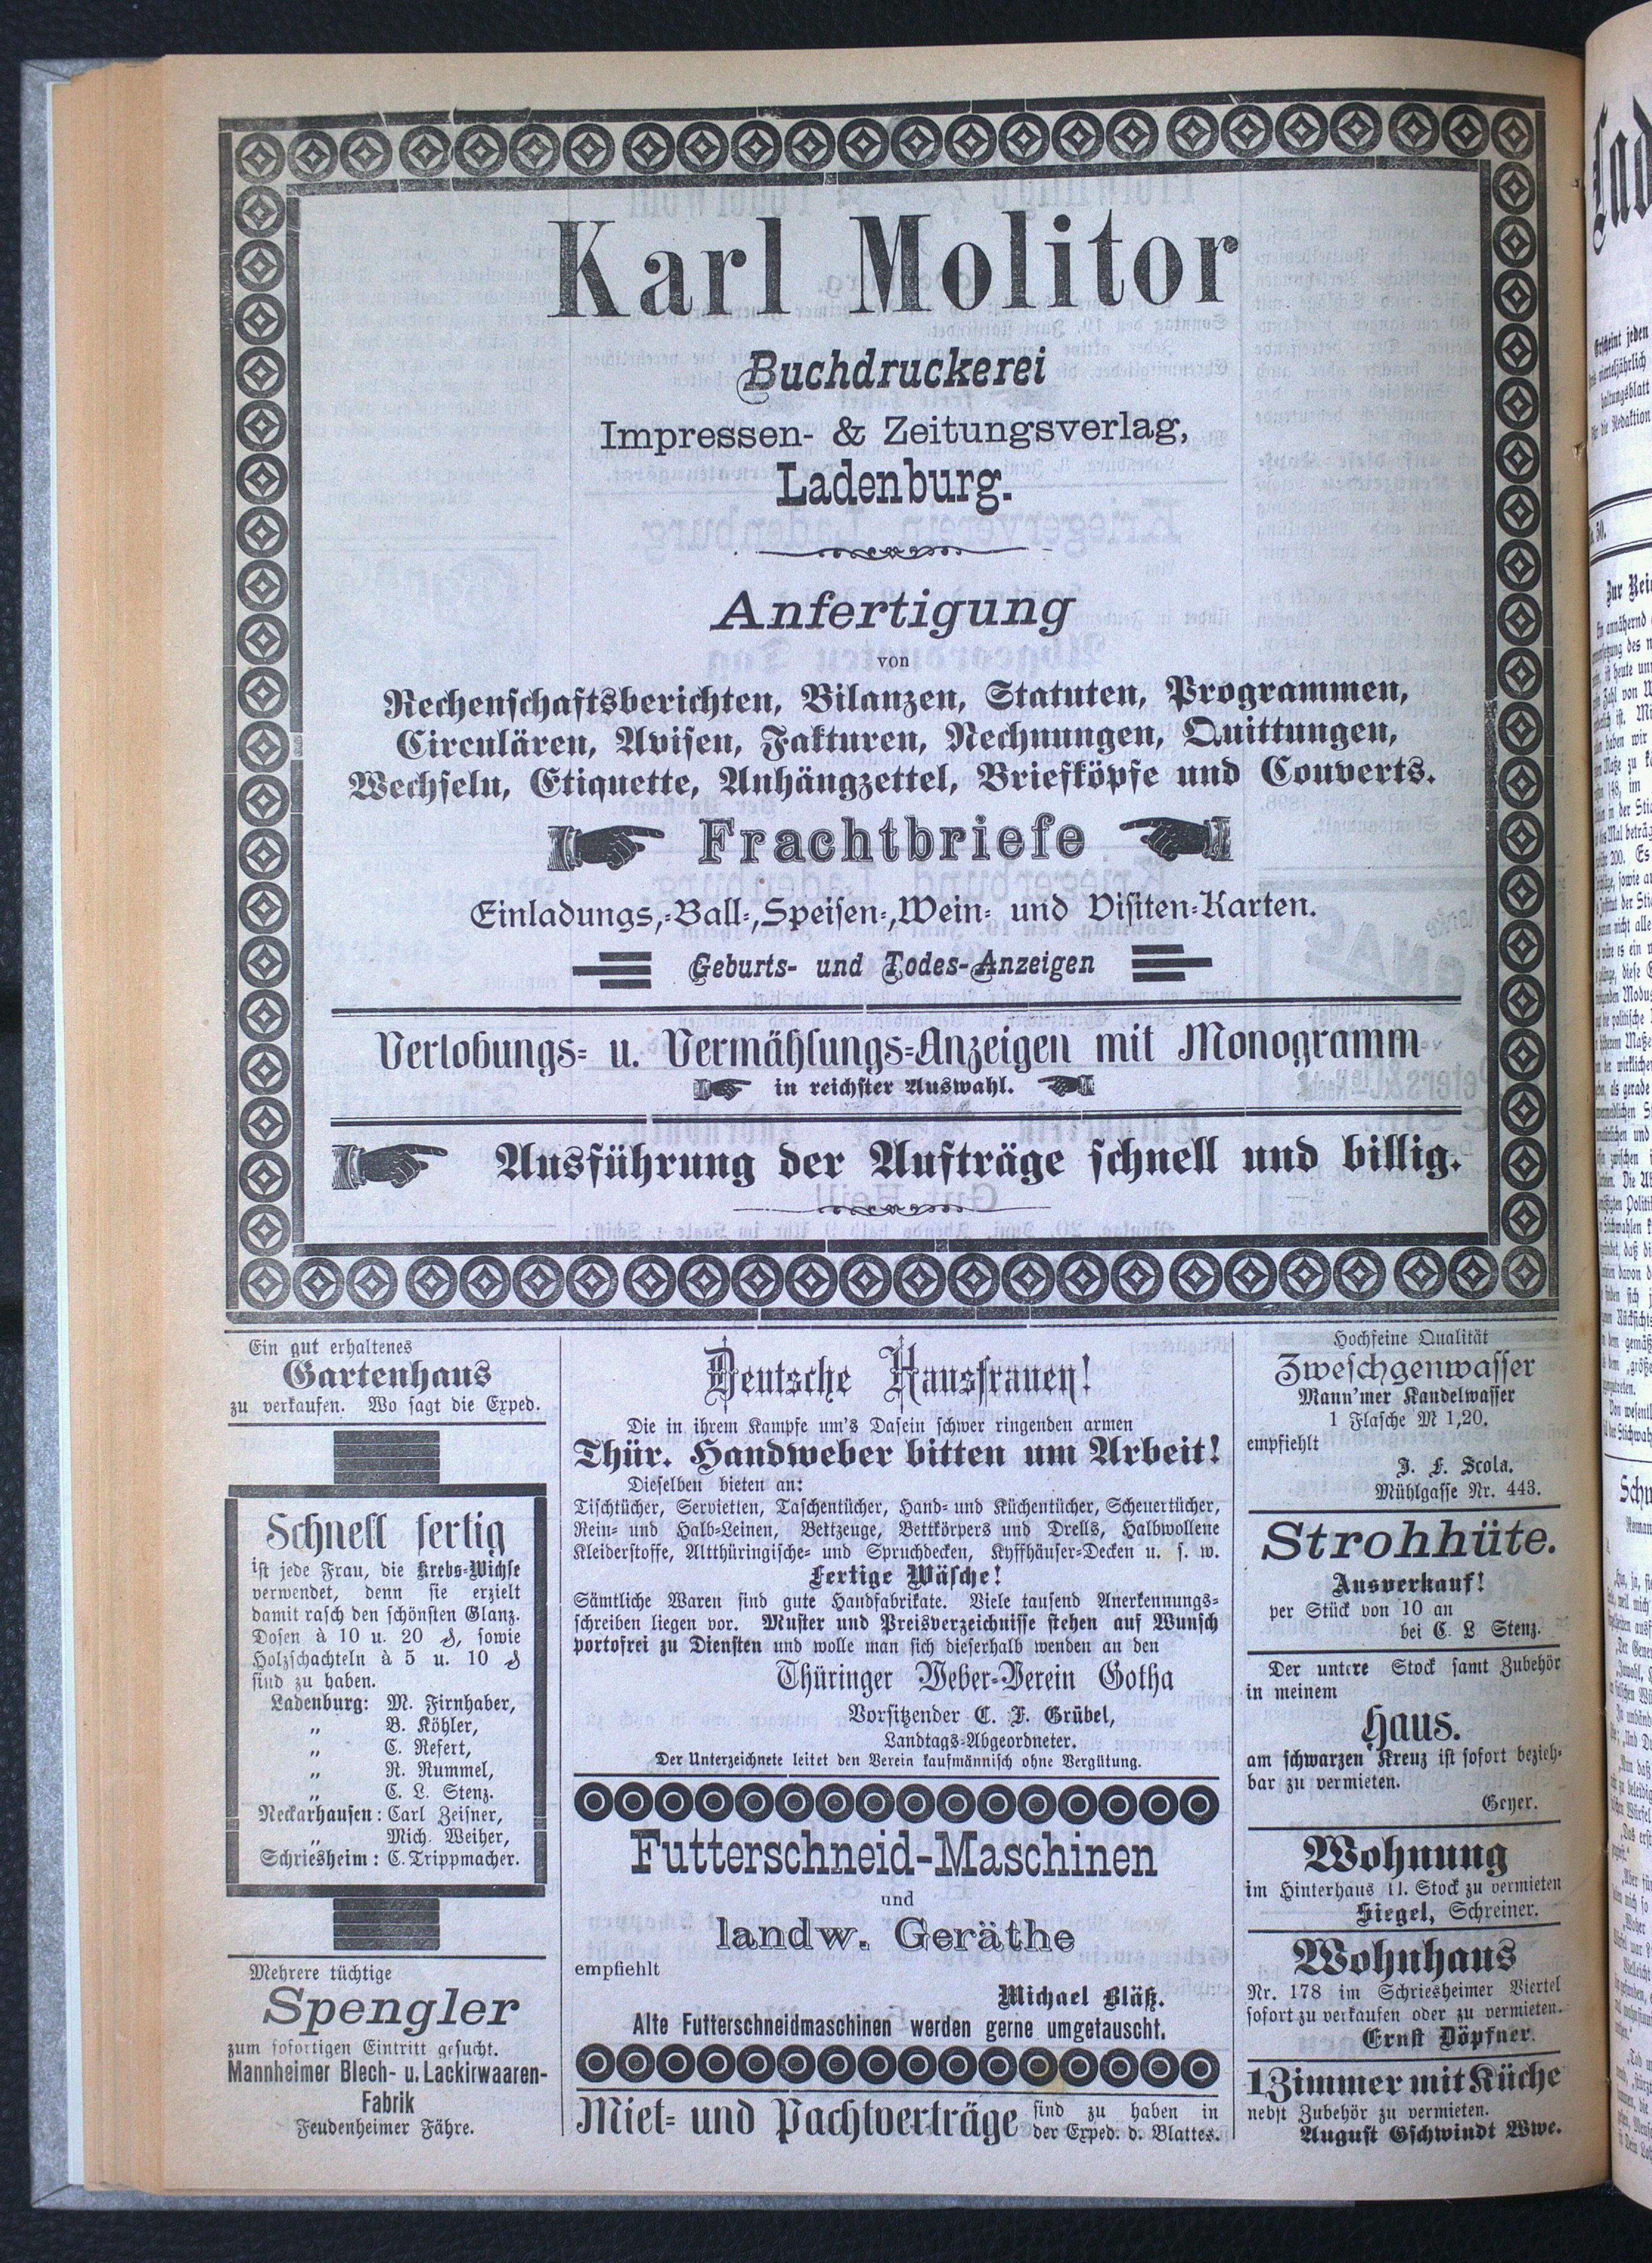 Karl Molitor
Buchdruckerei
Impressen- & Zeitungsverlag,
Ladenburg.
Anfertigung
von
Rechenschaftsberichten, Bilanzen, Statuten, Programmen,
Circulären, Avisen, Fakturen, Rechnungen, Quittungen,
Wechseln, Etiquette, Anhängzettel, Briefköpfe und Couverts.
Frachtbriefe
Einladungs,-Ball-,Speisen-,Wein- und Visiten-Karten.
Geburts- und Todes-Anzeigen
Verlobungs- u. Vermählungs-Anzeigen mit Monogramm
in reichster Auswahl.
Ausführung der Aufträge schnell und billig.
Ein gut erhaltenes
Gartenhaus
zu verkaufen. Wo sagt die Exped.
Schnell fertig
ist jede Frau, die Krebs-Wichse
verwendet, denn sie erzielt
damit rasch den schönsten Glanz.
Dosen à 10 u. 20 ₰, sowie
Holzschachteln à 5 u. 10 ₰
sind zu haben.
Ladenburg: M. Firnhaber,
„ B. Köhler,
„ C. Nefert,
„ R. Rummel,
„ C. L. Stenz.
Neckarhausen: Carl Zeisner,
„ Mich. Weiher,
Schriesheim: C. Trippmacher.
Mehrere tüchtige
Spengler
zum sofortigen Eintritt gesucht.
Mannheimer Blech- u. Lackirwaaren-
Fabrik
Feudenheimer Fähre.
Deutsche Hausfrauen!
Die in ihrem Kampfe um's Dasein schwer ringenden armen
Thür. Handweber bitten um Arbeit!
Dieselben bieten an:
Tischtücher, Servietten, Taschentücher, Hand- und Küchentücher, Scheuertücher,
Rein- und Halb-Leinen, Bettzeuge, Bettkörpers und Drells, Halbwollene
Kleiderstoffe, Altthüringische- und Spruchdecken, Kyffhäuser-Decken u. s. w.
Fertige Wäsche!
Sämtliche Waren sind gute Handfabrikate. Viele tausend Anerkennungs-
schreiben liegen vor. Muster und Preisverzeichnisse stehen auf Wunsch
portofrei zu Diensten und wolle man sich dieserhalb wenden an den
Thüringer Weber-Verein Gotha
Vorsitzender C. F. Grübel,
Landtags-Abgeordneter.
Der Unterzeichnete leitet den Verein kaufmännisch ohne Vergütung.
Futterschneid-Maschinen
und
landw. Geräthe
empfiehlt
Michael Bläß.
Alte Futterschneidmaschinen werden gerne umgetauscht.
Miet- und Pachtverträge sind zu haben in
der Exped. d. Blattes.
Hochfeine Qualität
Zweschgenwasser
Mann'mer Kandelwasser
1 Flasche M 1,20.
empfiehlt
J. F. Scola.
Mühlgasse Nr. 443.
Strohhüte.
Ausverkauf!
per Stück von 10 an
bei C. L Stenz.
Der untere Stock samt Zubehör
in meinem
Haus.
am schwarzen Kreuz ist sofort bezieh-
bar zu vermieten.
Geyer.
Wohnung
im Hinterhaus II. Stock zu vermieten
Siegel, Schreiner.
Wohnhaus
Nr. 178 im Schriesheimer Viertel
sofort zu verkaufen oder zu vermieten.
Ernst Döpfner.
1 Zimmer mit Küche
nebst Zubehör zu vermieten.
August Gschwindt Wwe.